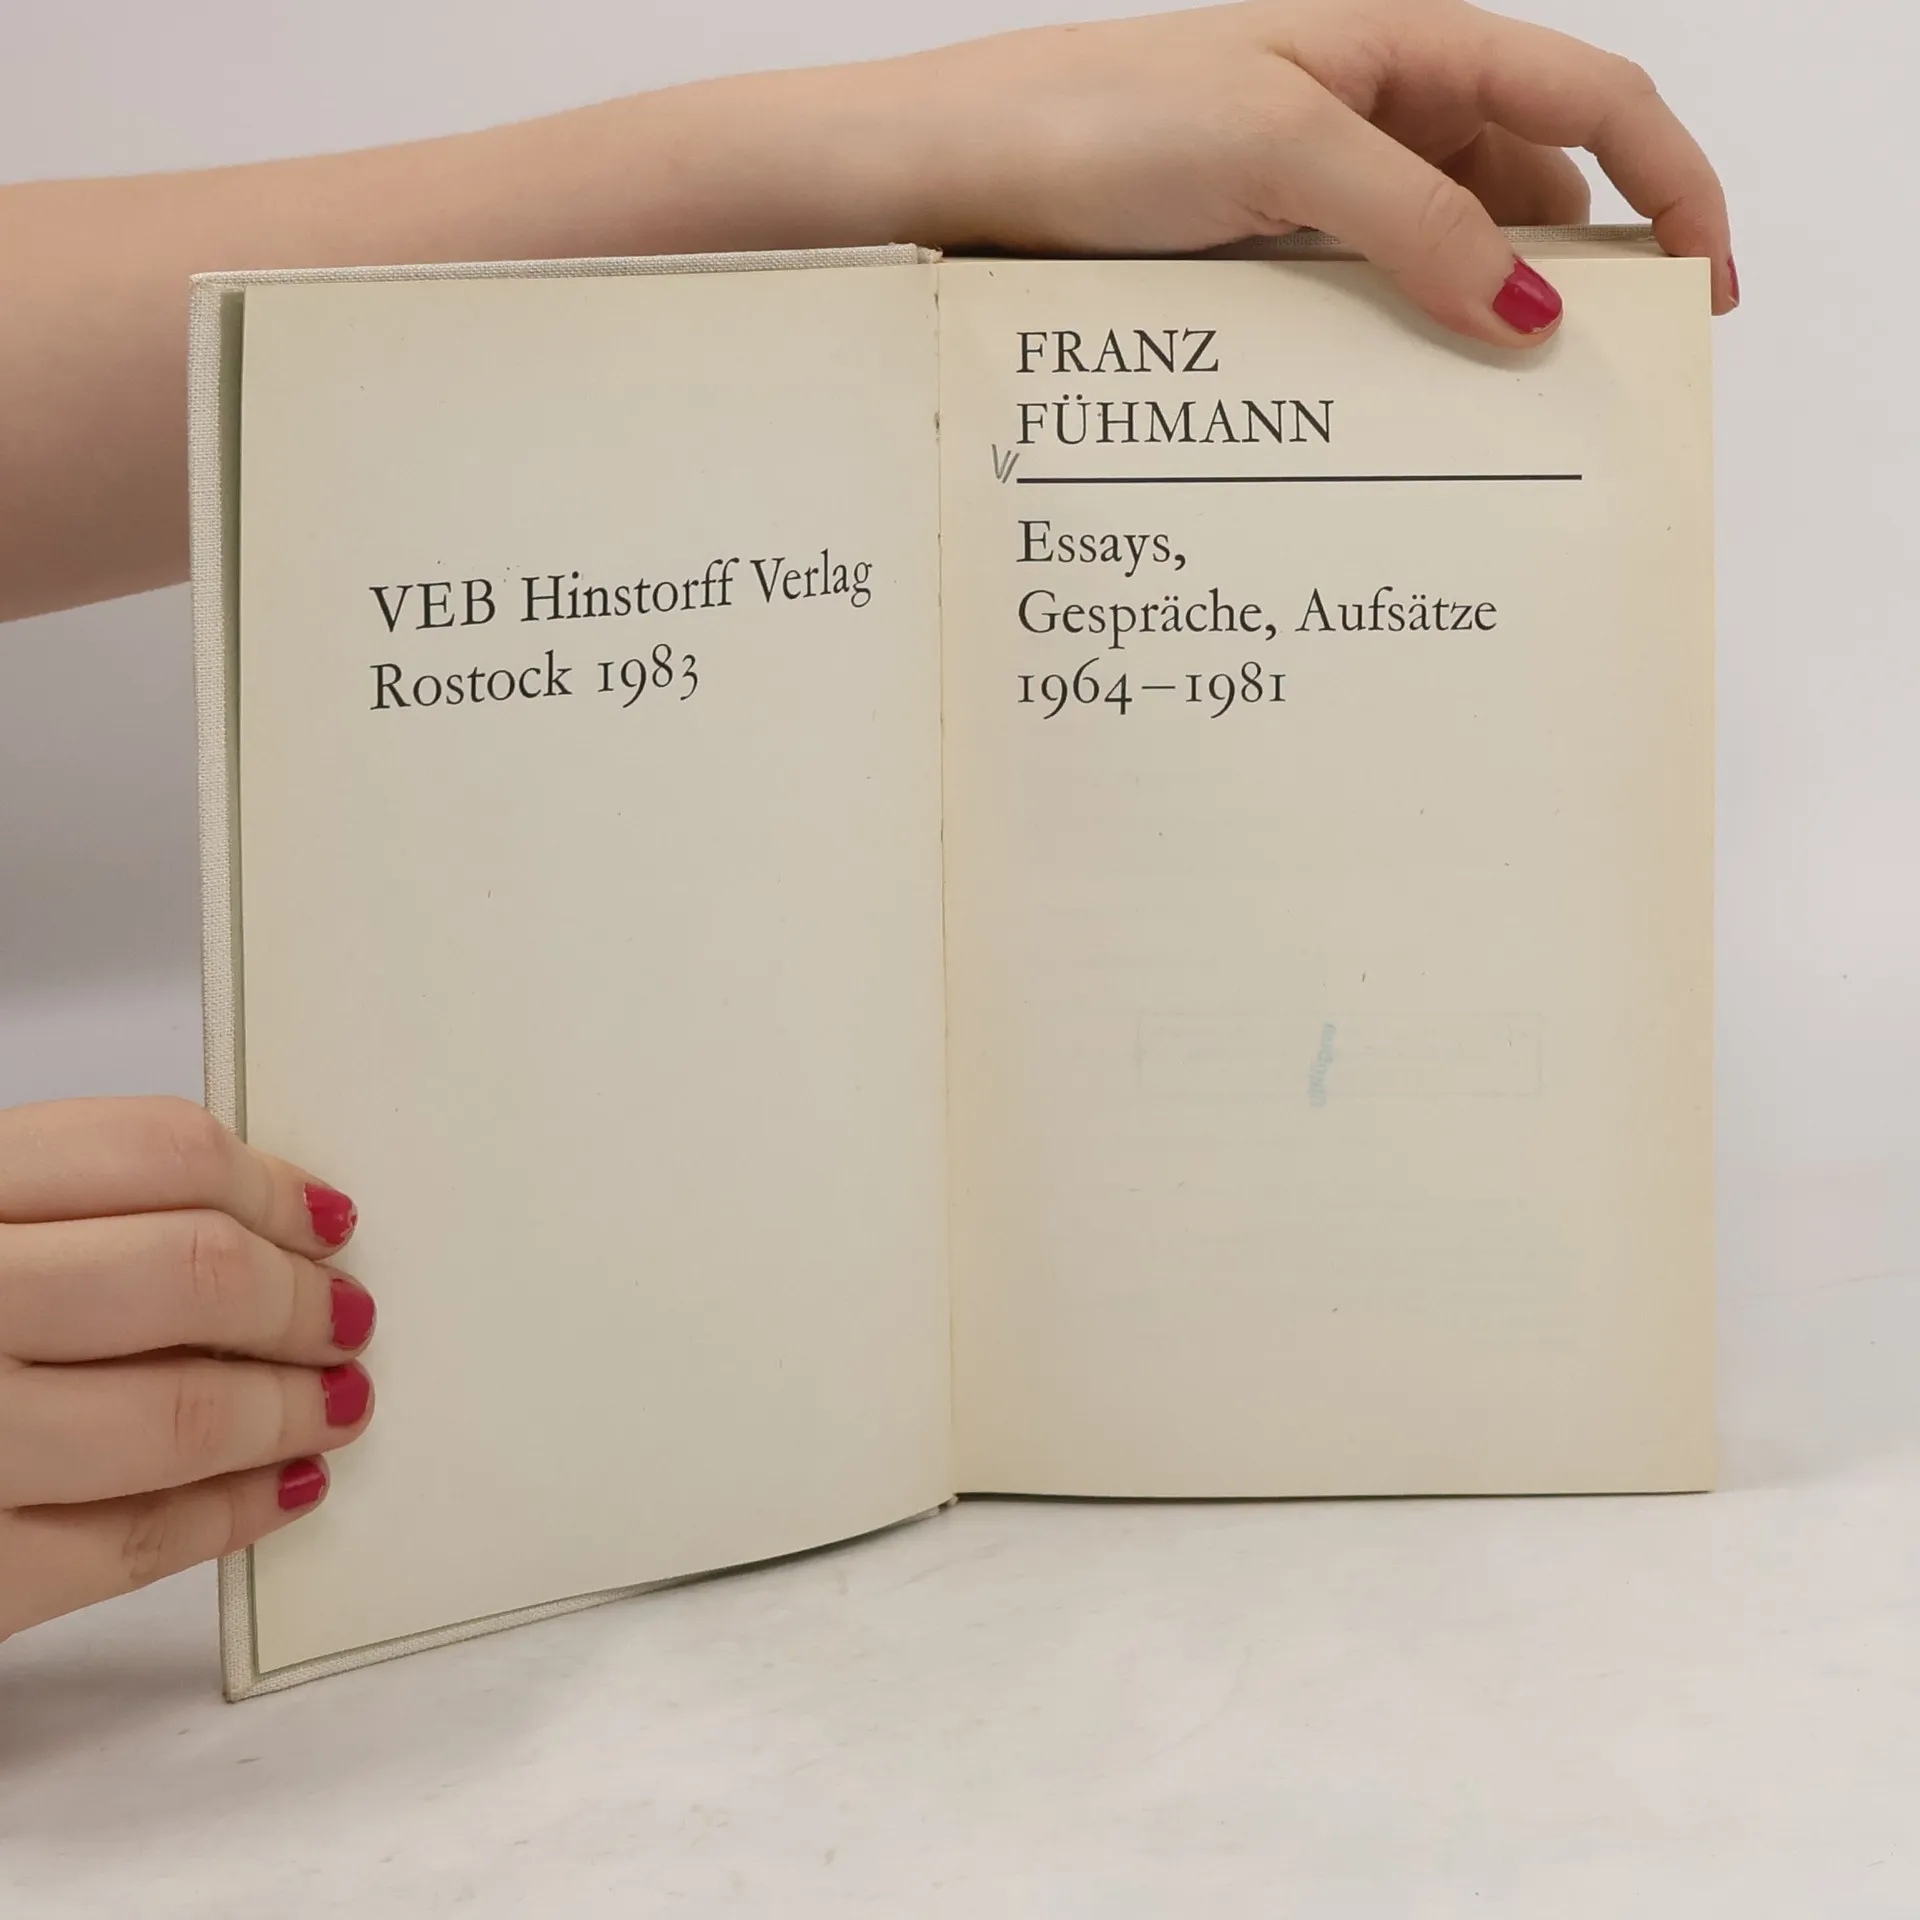 VEB Hinstorff Verlag
Rostock 1983
FRANZ
FÜHMANN
Essays,
Gespräche, Aufsätze
1964–1981